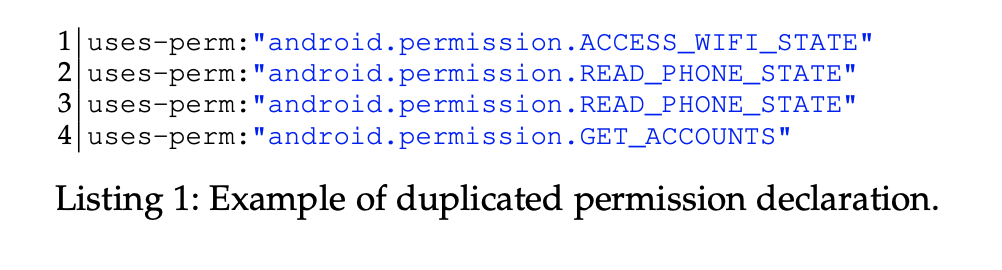 1 uses-perm:"android.permission.ACCESS_WIFI_STATE"
2 uses-perm:"android.permission.READ_PHONE_STATE"
3 uses-perm:"android.permission.READ_PHONE_STATE"
4 uses-perm:"android.permission.GET_ACCOUNTS"
Listing 1: Example of duplicated permission declaration.